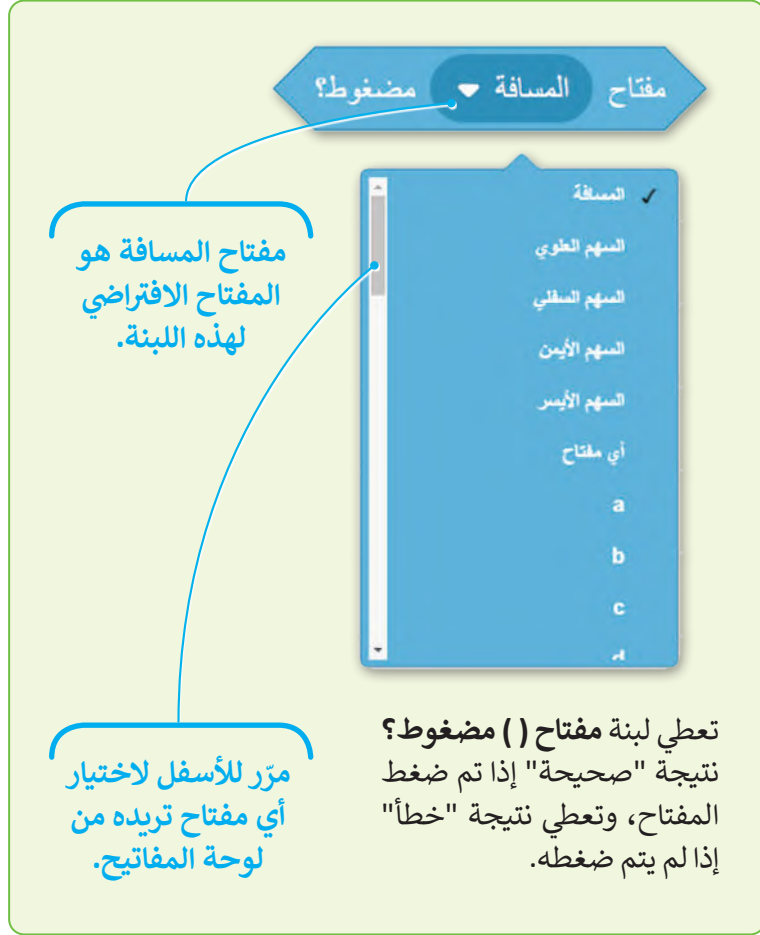 مفتاح المسافة مضغوط؟
✓ المسافة
السهم العلوي
السهم السفلي
السهم الأيمن
السهم الأيسر
أي مفتاح
a
b
c
d
مفتاح المسافة هو
المفتاح الافتراضي
لهذه اللبنة.
تعطي لبنة مفتاح ( ) مضغوط؟
نتيجة "صحيحة" إذا تم ضغط
المفتاح، وتعطي نتيجة "خطأ"
إذا لم يتم ضغطه.
مرّر للأسفل لاختيار
أي مفتاح تريده من
لوحة المفاتيح.